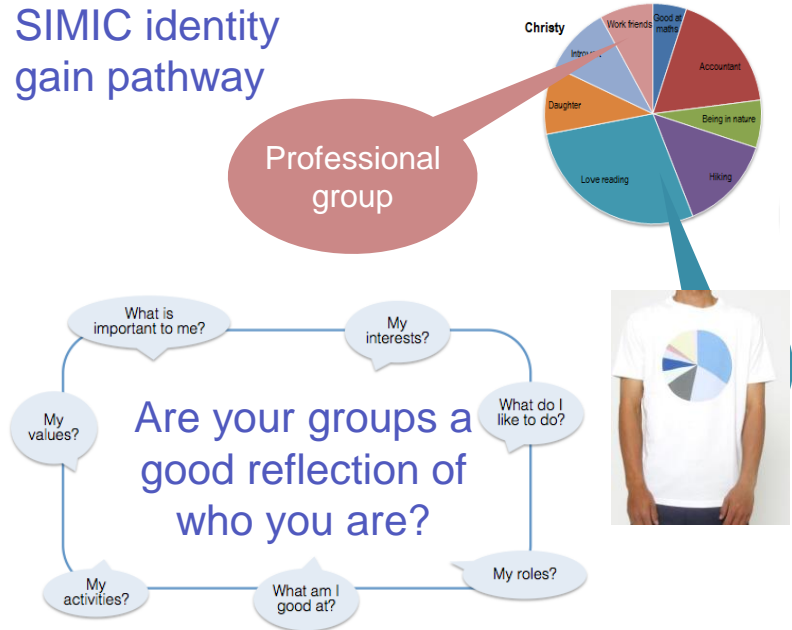 SIMIC identity
gain pathway
Christy
Work friends
Good at
maths
Accountant
Being in nature
Hiking
Love reading
Daughter
Professional
group
What is
important to me?
My
interests?
What do I
like to do?
My
values?
Are your groups a
good reflection of
who you are?
My
activities?
What am I
good at?
My roles?